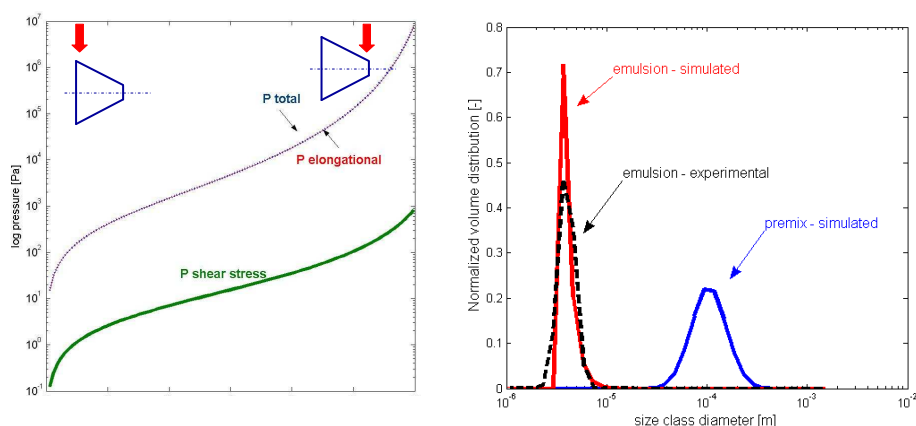 10^7
10^6
10^5
10^4
10^3
10^2
10^1
10^0
10^-1
log pressure [Pa]
P total
P elongational
P shear stress
0.8
0.7
0.6
0.5
0.4
0.3
0.2
0.1
0
Normalized volume distribution [-]
emulsion - simulated
emulsion - experimental
premix - simulated
10^-6
10^-5
10^-4
10^-3
10^-2
size class diameter [m]